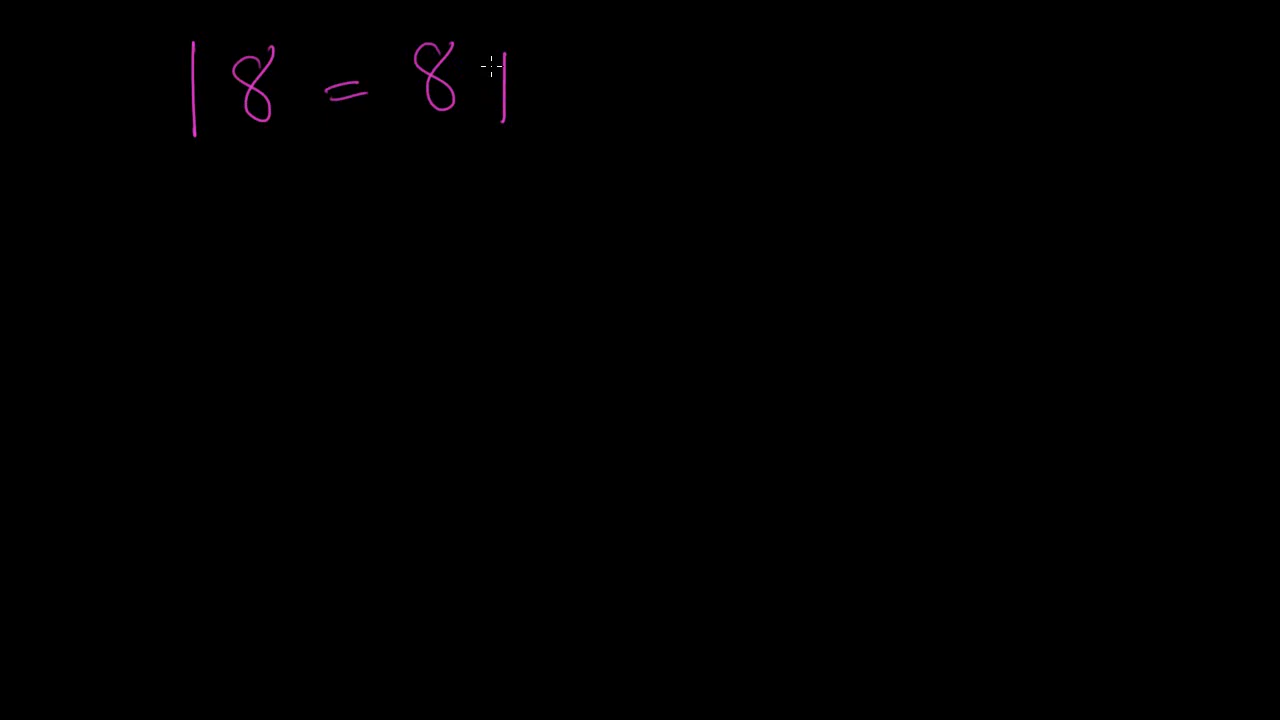 | 8 = 8 |